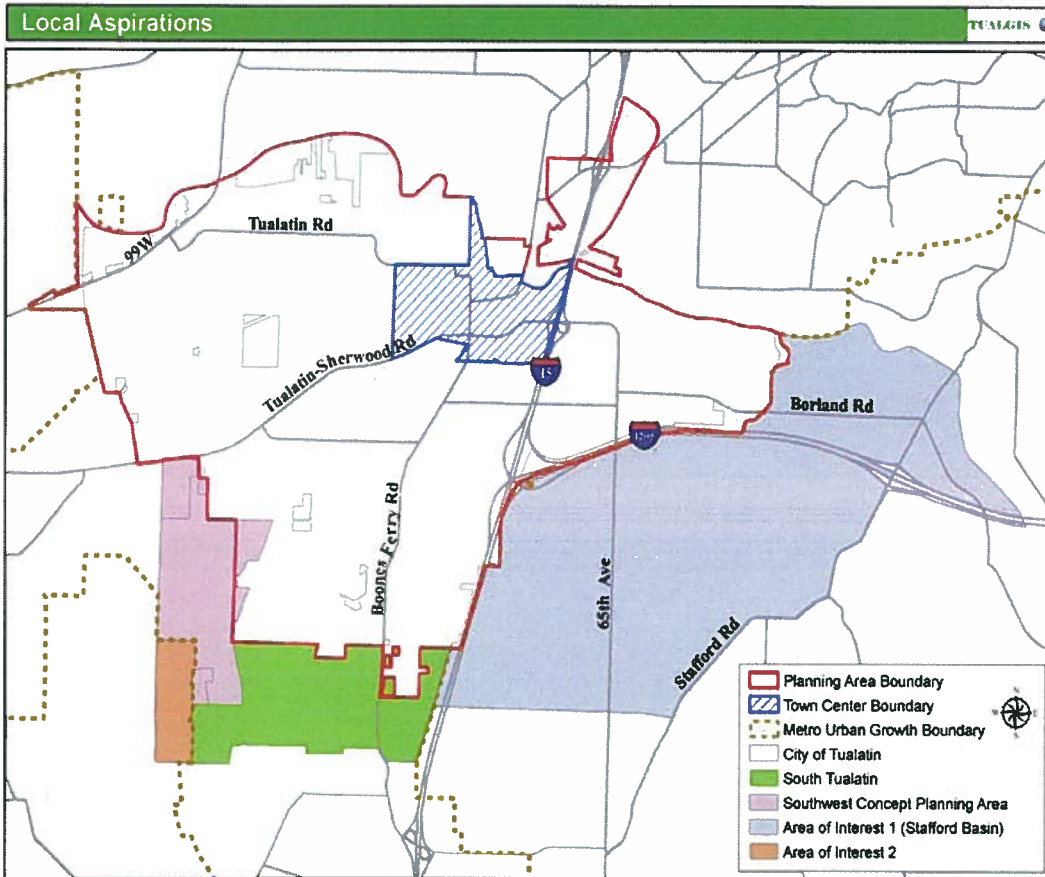 Local Aspirations
TUALGIS
Tualatin Rd
99W
Tualatin-Sherwood Rd
I-5
Borland Rd
Boones Ferry Rd
65th Ave
Stafford Rd
Planning Area Boundary
Town Center Boundary
Metro Urban Growth Boundary
City of Tualatin
South Tualatin
Southwest Concept Planning Area
Area of Interest 1 (Stafford Basin)
Area of Interest 2